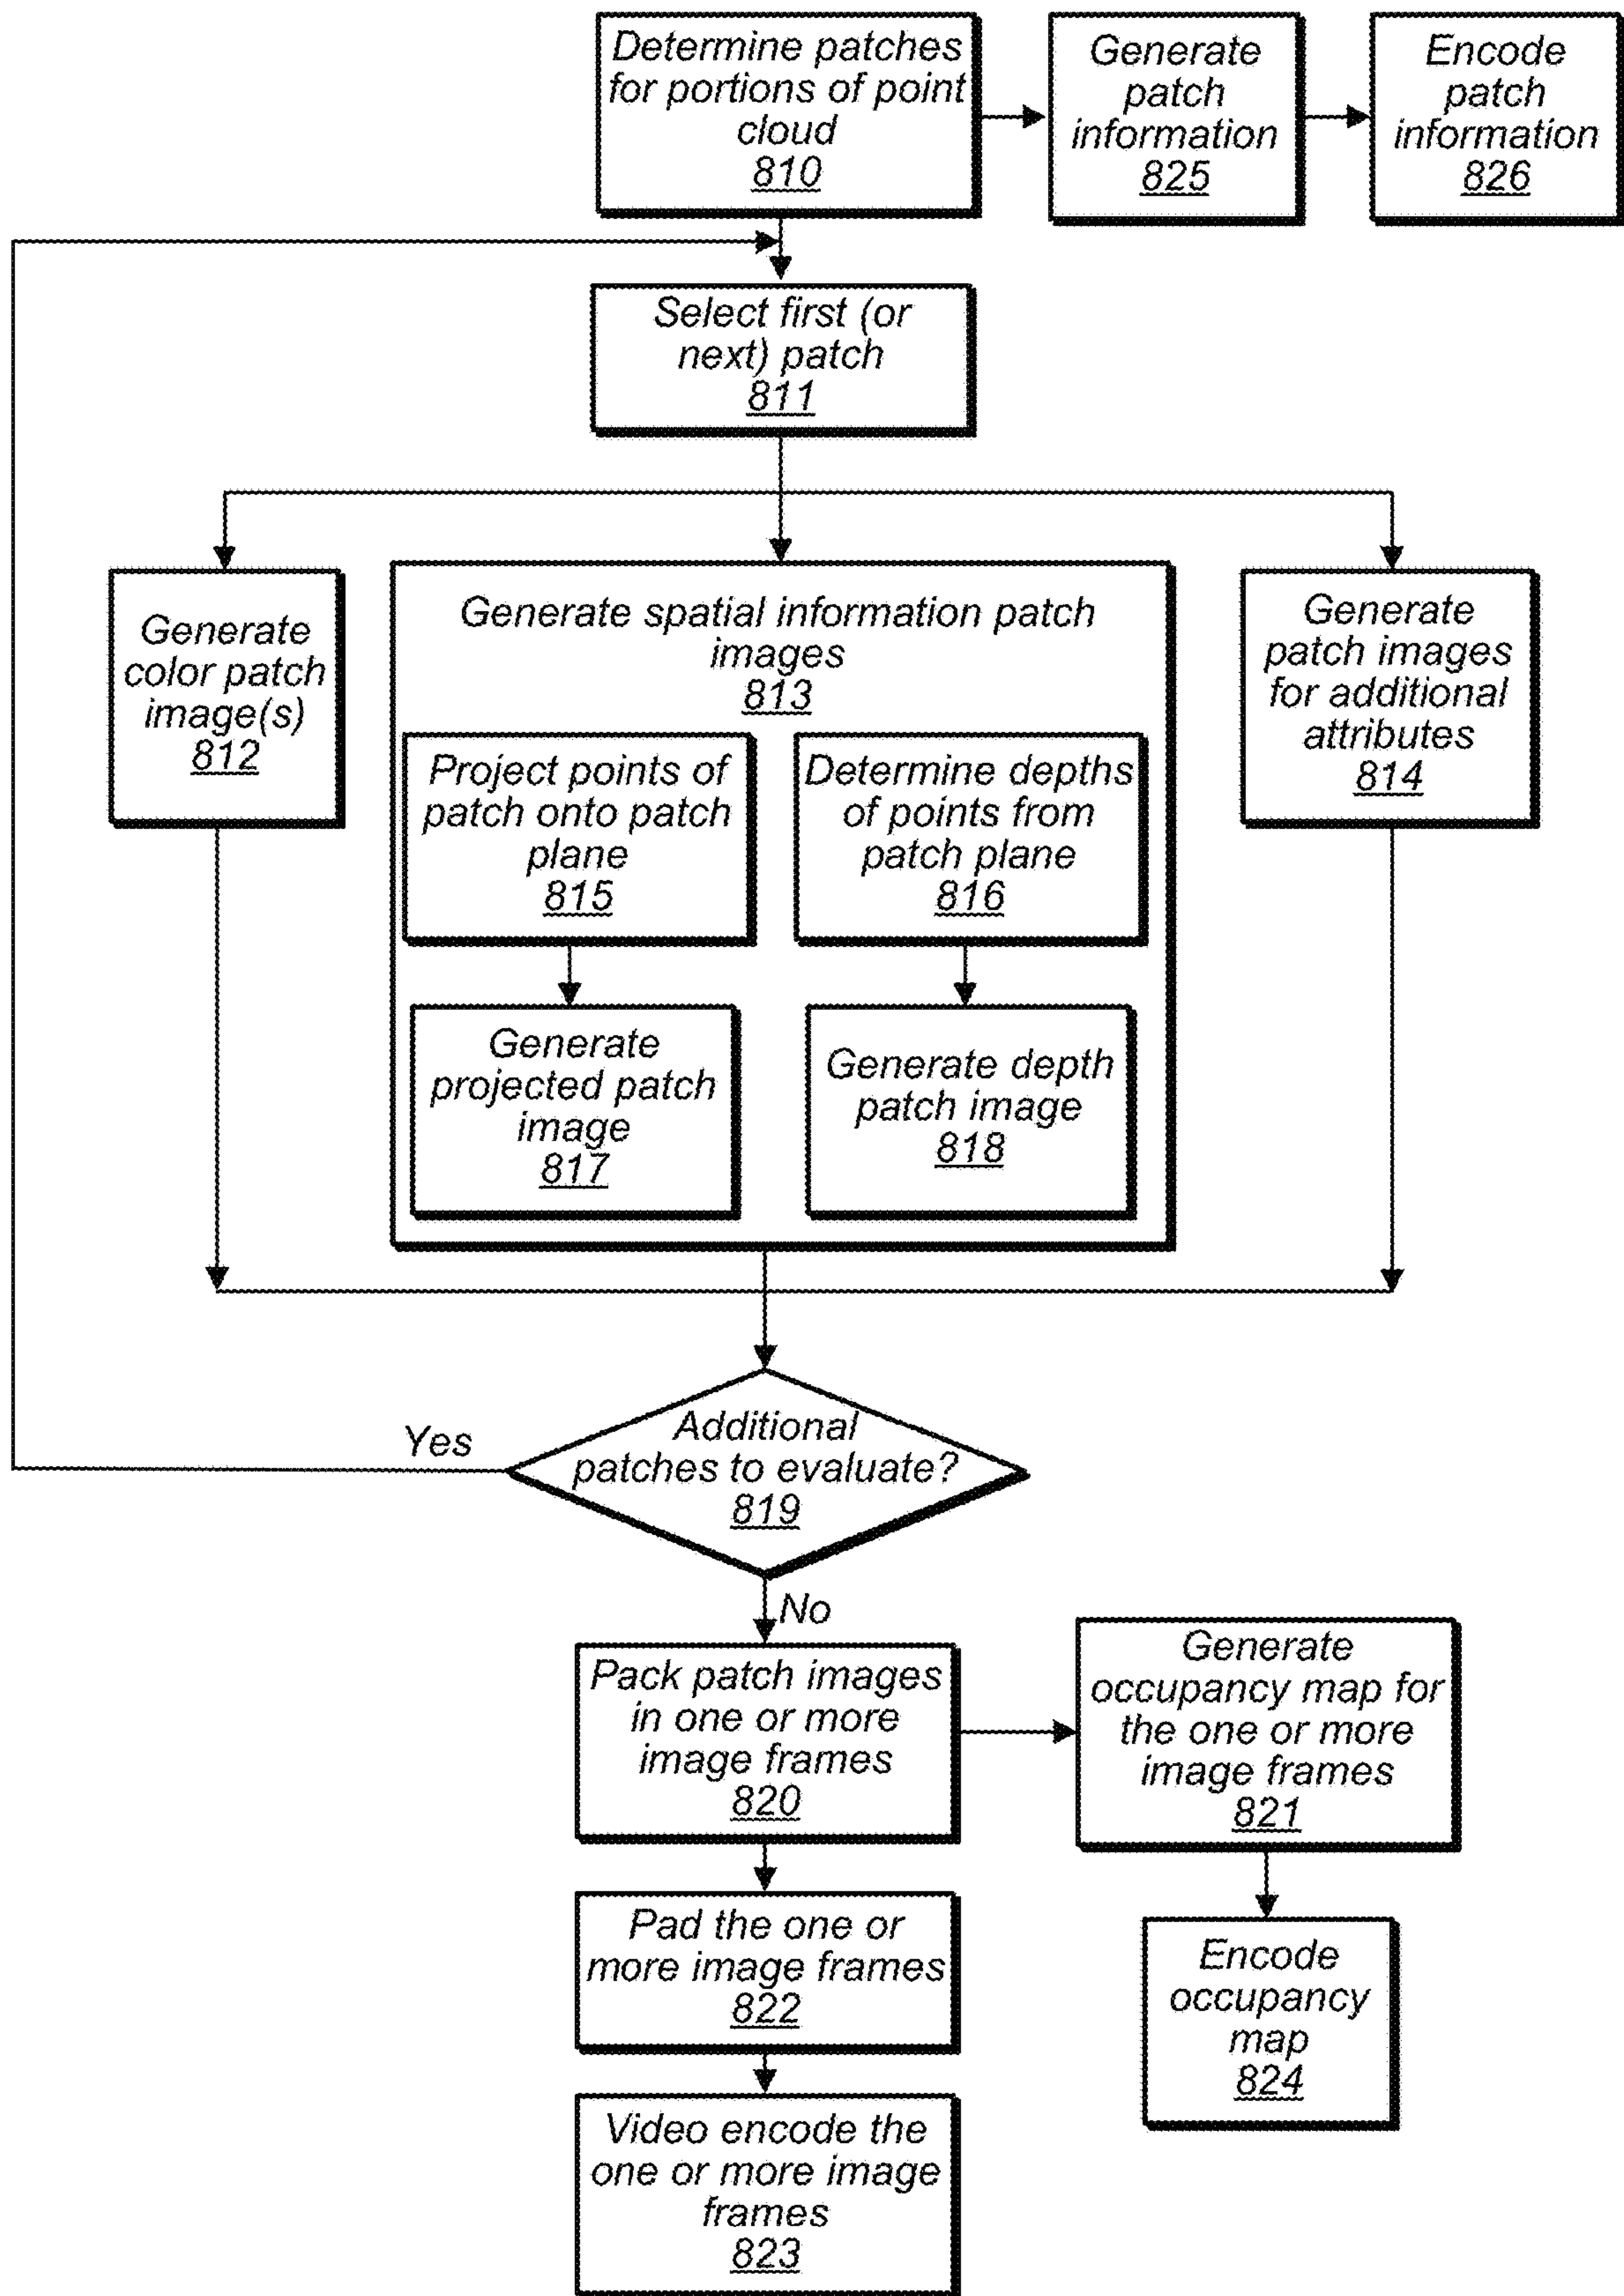 Determine patches
for portions of point
cloud
810
Generate
patch
information
825
Encode
patch
information
826
Select first (or
next) patch
811
Generate
color patch
image(s)
812
Generate spatial information patch
images
813
Project points of
patch onto patch
plane
815
Determine depths
of points from
patch plane
816
Generate
projected patch
image
817
Generate depth
patch image
818
Generate
patch images
for additional
attributes
814
Additional
patches to evaluate?
819
Yes
No
Pack patch images
in one or more
image frames
820
Generate
occupancy map for
the one or more
image frames
821
Pad the one or
more image frames
822
Encode
occupancy
map
824
Video encode the
one or more image
frames
823